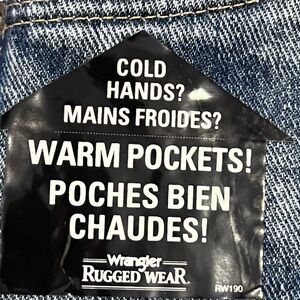 COLD
HANDS?
MAINS FROIDES?
WARM POCKETS!
POCHES BIEN
CHAUDES!
Wrangler
RUGGED WEAR
RW190